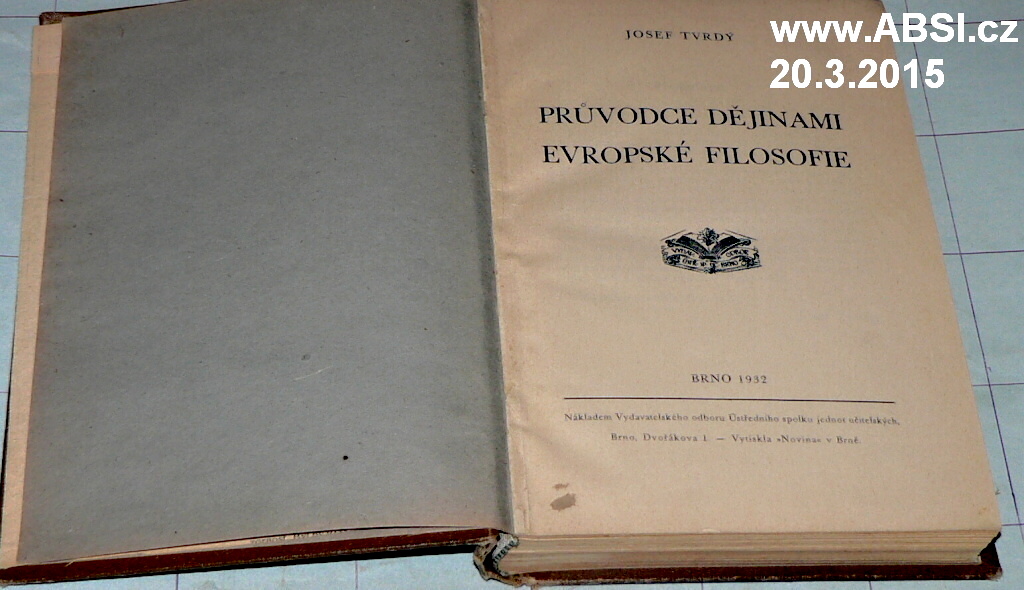 www.ABSI.cz
20.3.2015
JOSEF TVRDÝ
PRŮVODCE DĚJINAMI
EVROPSKÉ FILOSOFIE
BRNO 1932
Nákladem Vydavatelského odboru Ústředního spolku jednot učitelských,
Brno, Dvořákova 1. — Vytiskla »Novina« v Brně.